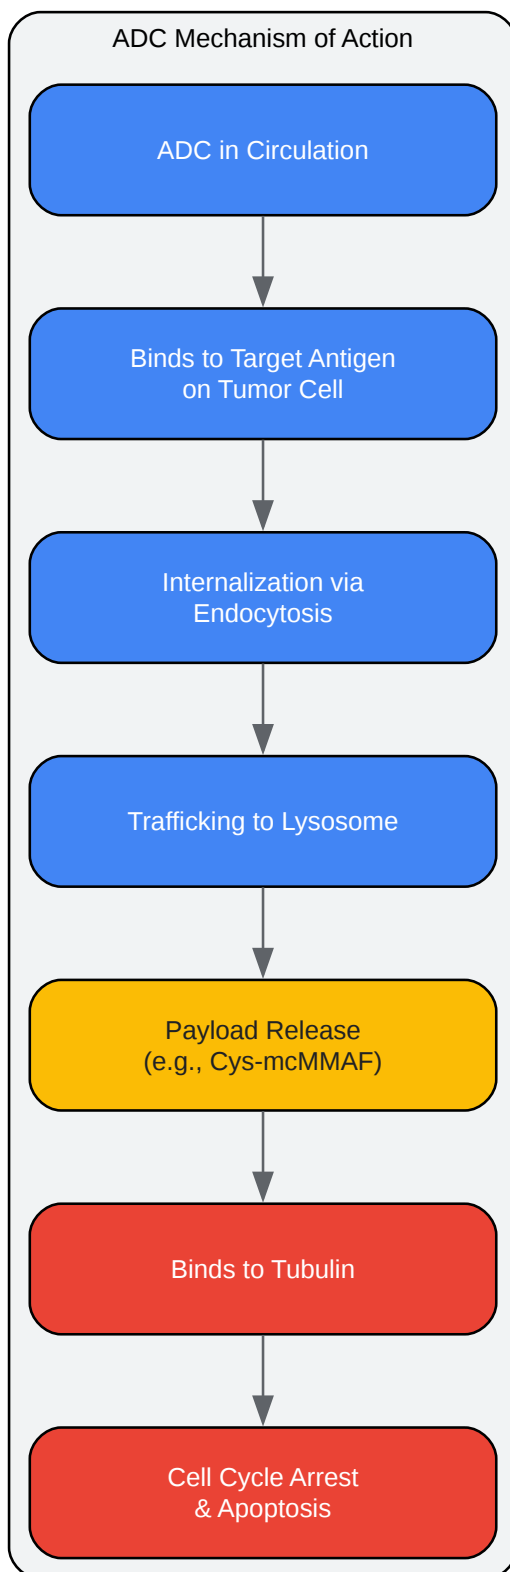 ADC Mechanism of Action
ADC in Circulation
Binds to Target Antigen
on Tumor Cell
Internalization via
Endocytosis
Trafficking to Lysosome
Payload Release
(e.g., Cys-mcMMAF)
Binds to Tubulin
Cell Cycle Arrest
& Apoptosis